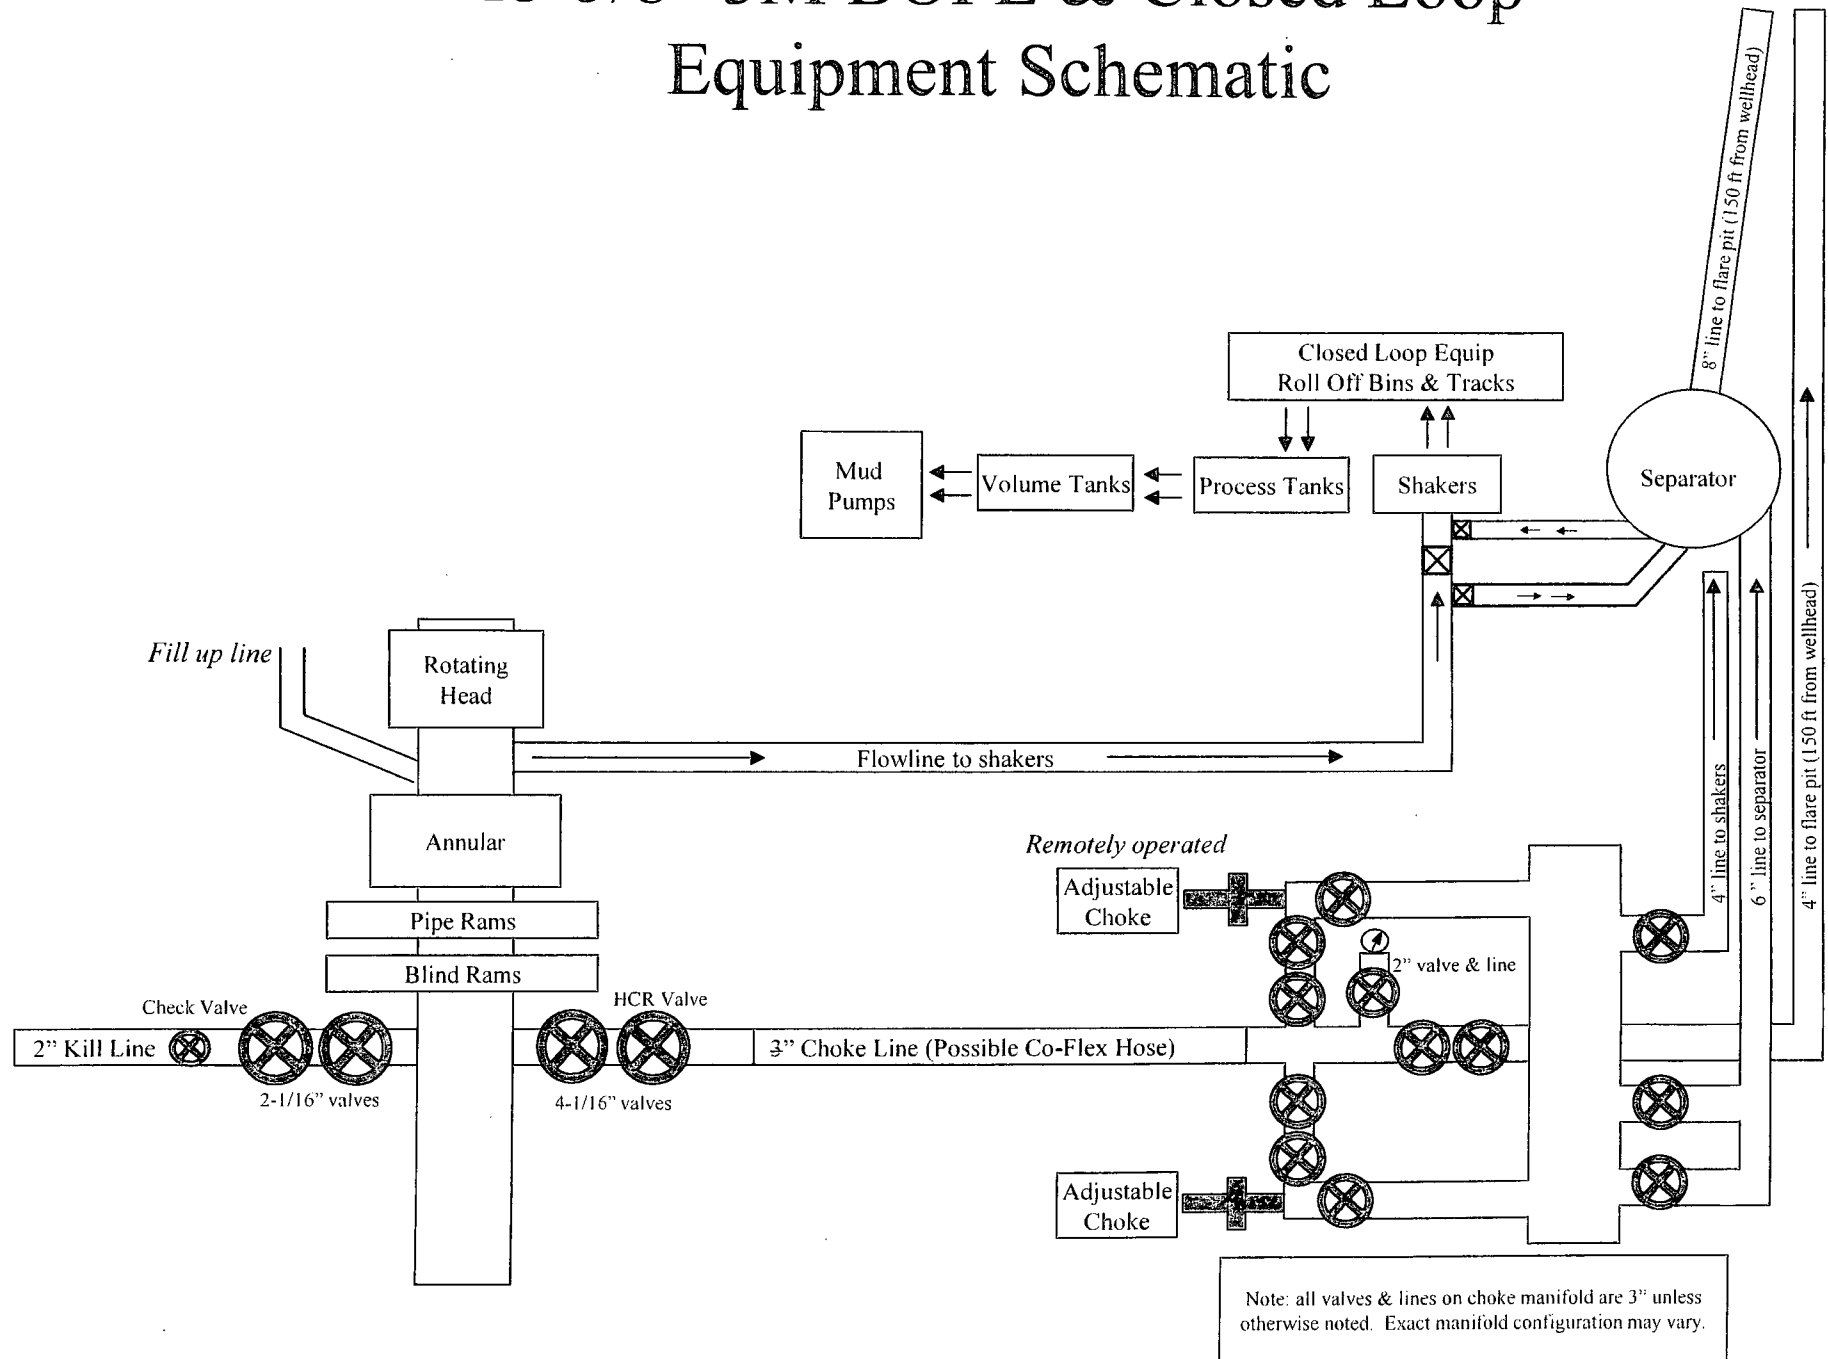 BOPE & Closed Loop
Equipment Schematic
8" line to flare pit (150 ft from wellhead)
Closed Loop Equip
Roll Off Bins & Tracks
Mud
Pumps
Volume Tanks
Process Tanks
Shakers
Separator
Fill up line
Rotating
Head
Flowline to shakers
Annular
Pipe Rams
Blind Rams
Remotely operated
Adjustable
Choke
2" valve & line
4" line to shakers
6" line to separator
4" line to flare pit (150 ft from wellhead)
Check Valve
HCR Valve
2" Kill Line
3" Choke Line (Possible Co-Flex Hose)
2-1/16" valves
4-1/16" valves
Adjustable
Choke
Note: all valves & lines on choke manifold are 3" unless
otherwise noted. Exact manifold configuration may vary.